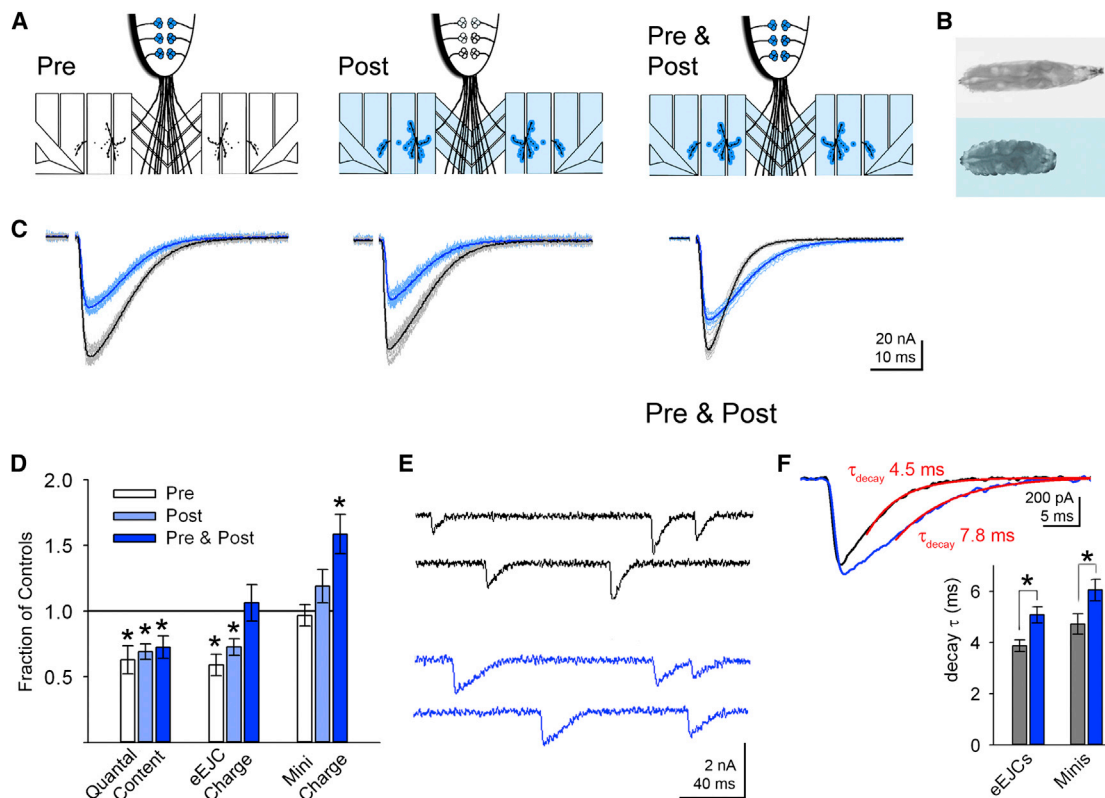 A
Pre
Post
Pre &
Post
B
C
20 nA
10 ms
Pre & Post
D
2.0
1.5
1.0
0.5
Fraction of Controls
Pre
Post
Pre & Post
* * *
* *
*
Quantal
Content
eEJC
Charge
Mini
Charge
E
2 nA
40 ms
F
τdecay 4.5 ms
τdecay 7.8 ms
200 pA
5 ms
decay τ (ms)
6
4
2
0
*
*
eEJCs
Minis